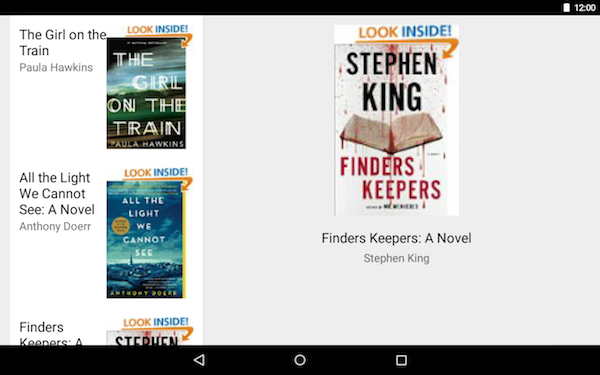 12:00
The Girl on the
Train
Paula Hawkins
LOOK INSIDE!
THE
GIRL
ON THE
TRAIN
PAULA HAWKINS
All the Light
We Cannot
See: A Novel
Anthony Doerr
LOOK INSIDE!
ALL THE
LIGHT
WE
CANNOT
SEE
ANTHONY DOERR
Finders
Keepers: A
LOOK INSIDE!
STEPHEN
LOOK INSIDE!
STEPHEN
KING
FINDERS
KEEPERS
Finders Keepers: A Novel
Stephen King